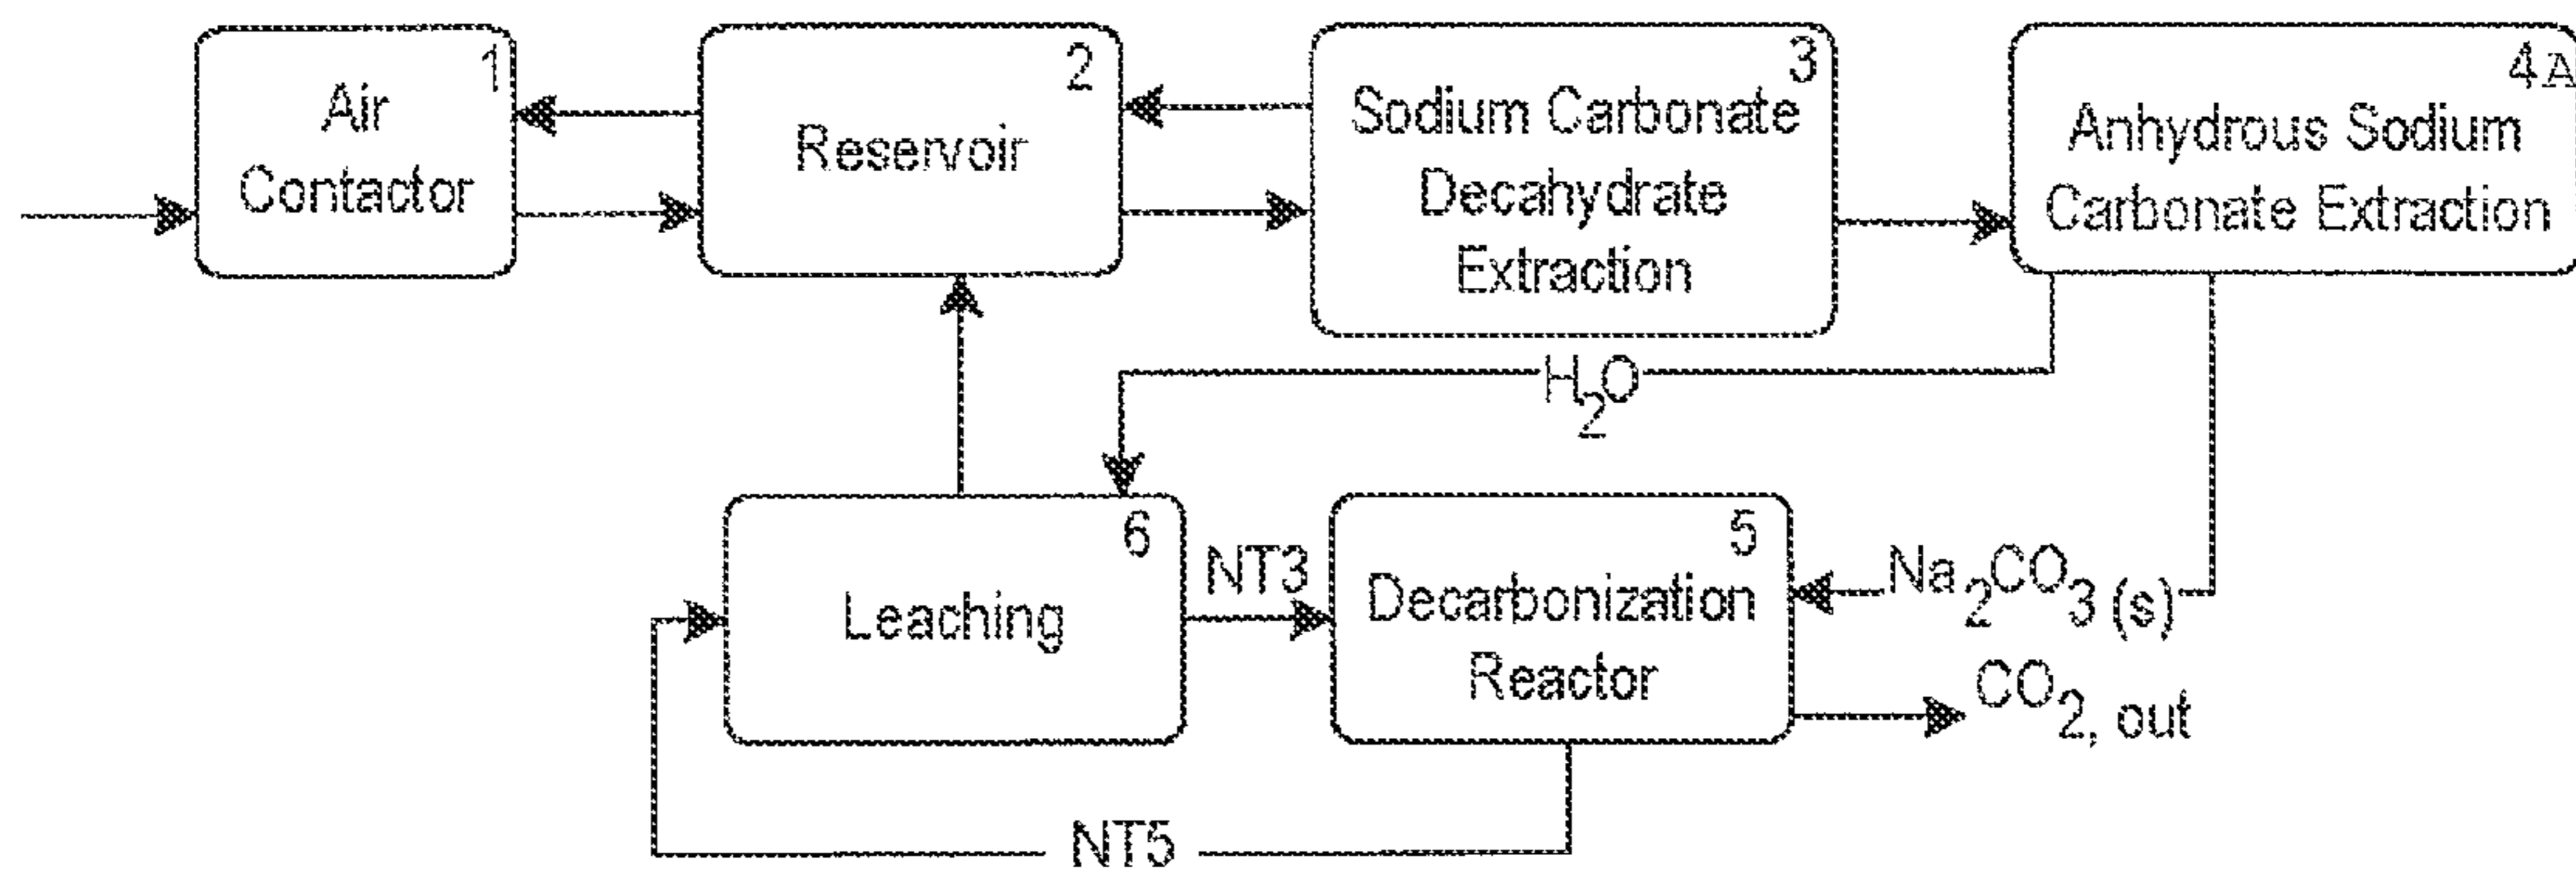 1
Air
Contactor
2
Reservoir
3
Sodium Carbonate
Decahydrate
Extraction
4A
Anhydrous Sodium
Carbonate Extraction
H2O
6
Leaching
NT3
5
Decarbonization
Reactor
Na2CO3 (s)
CO2, out
NT5